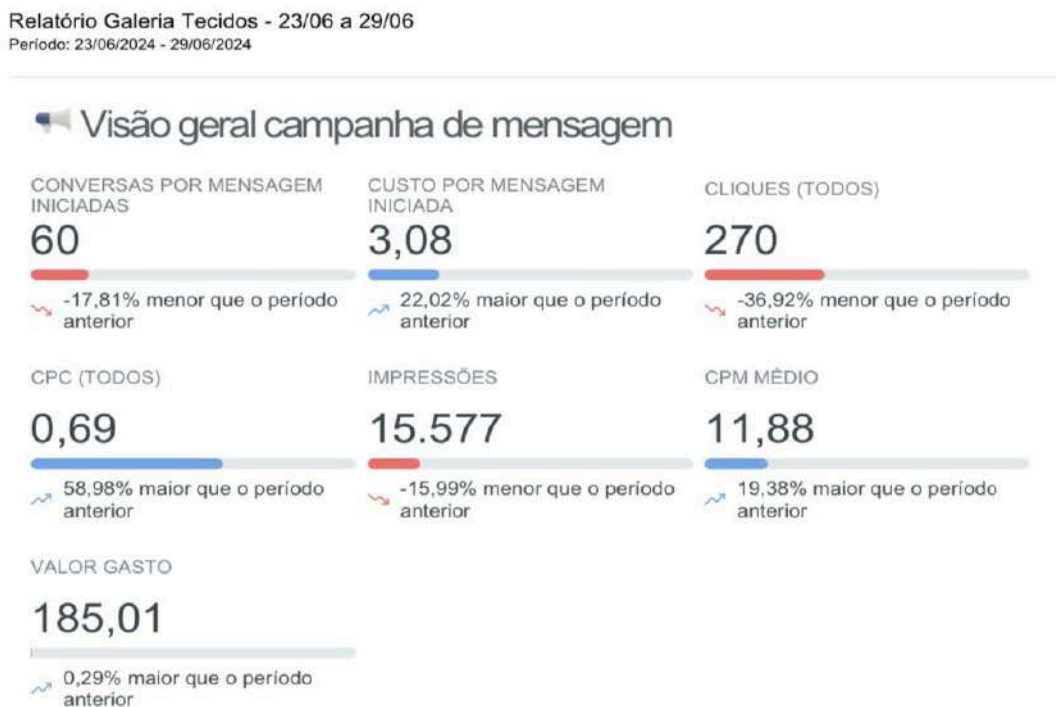 Relatório Galeria Tecidos - 23/06 a 29/06
Período: 23/06/2024 - 29/06/2024
Visão geral campanha de mensagem
CONVERSAS POR MENSAGEM
INICIADAS
60
-17,81% menor que o período
anterior
CUSTO POR MENSAGEM
INICIADA
3,08
22,02% maior que o período
anterior
CLIQUES (TODOS)
270
-36,92% menor que o período
anterior
CPC (TODOS)
0,69
58,98% maior que o período
anterior
IMPRESSÕES
15.577
-15,99% menor que o período
anterior
CPM MÉDIO
11,88
19,38% maior que o período
anterior
VALOR GASTO
185,01
0,29% maior que o período
anterior